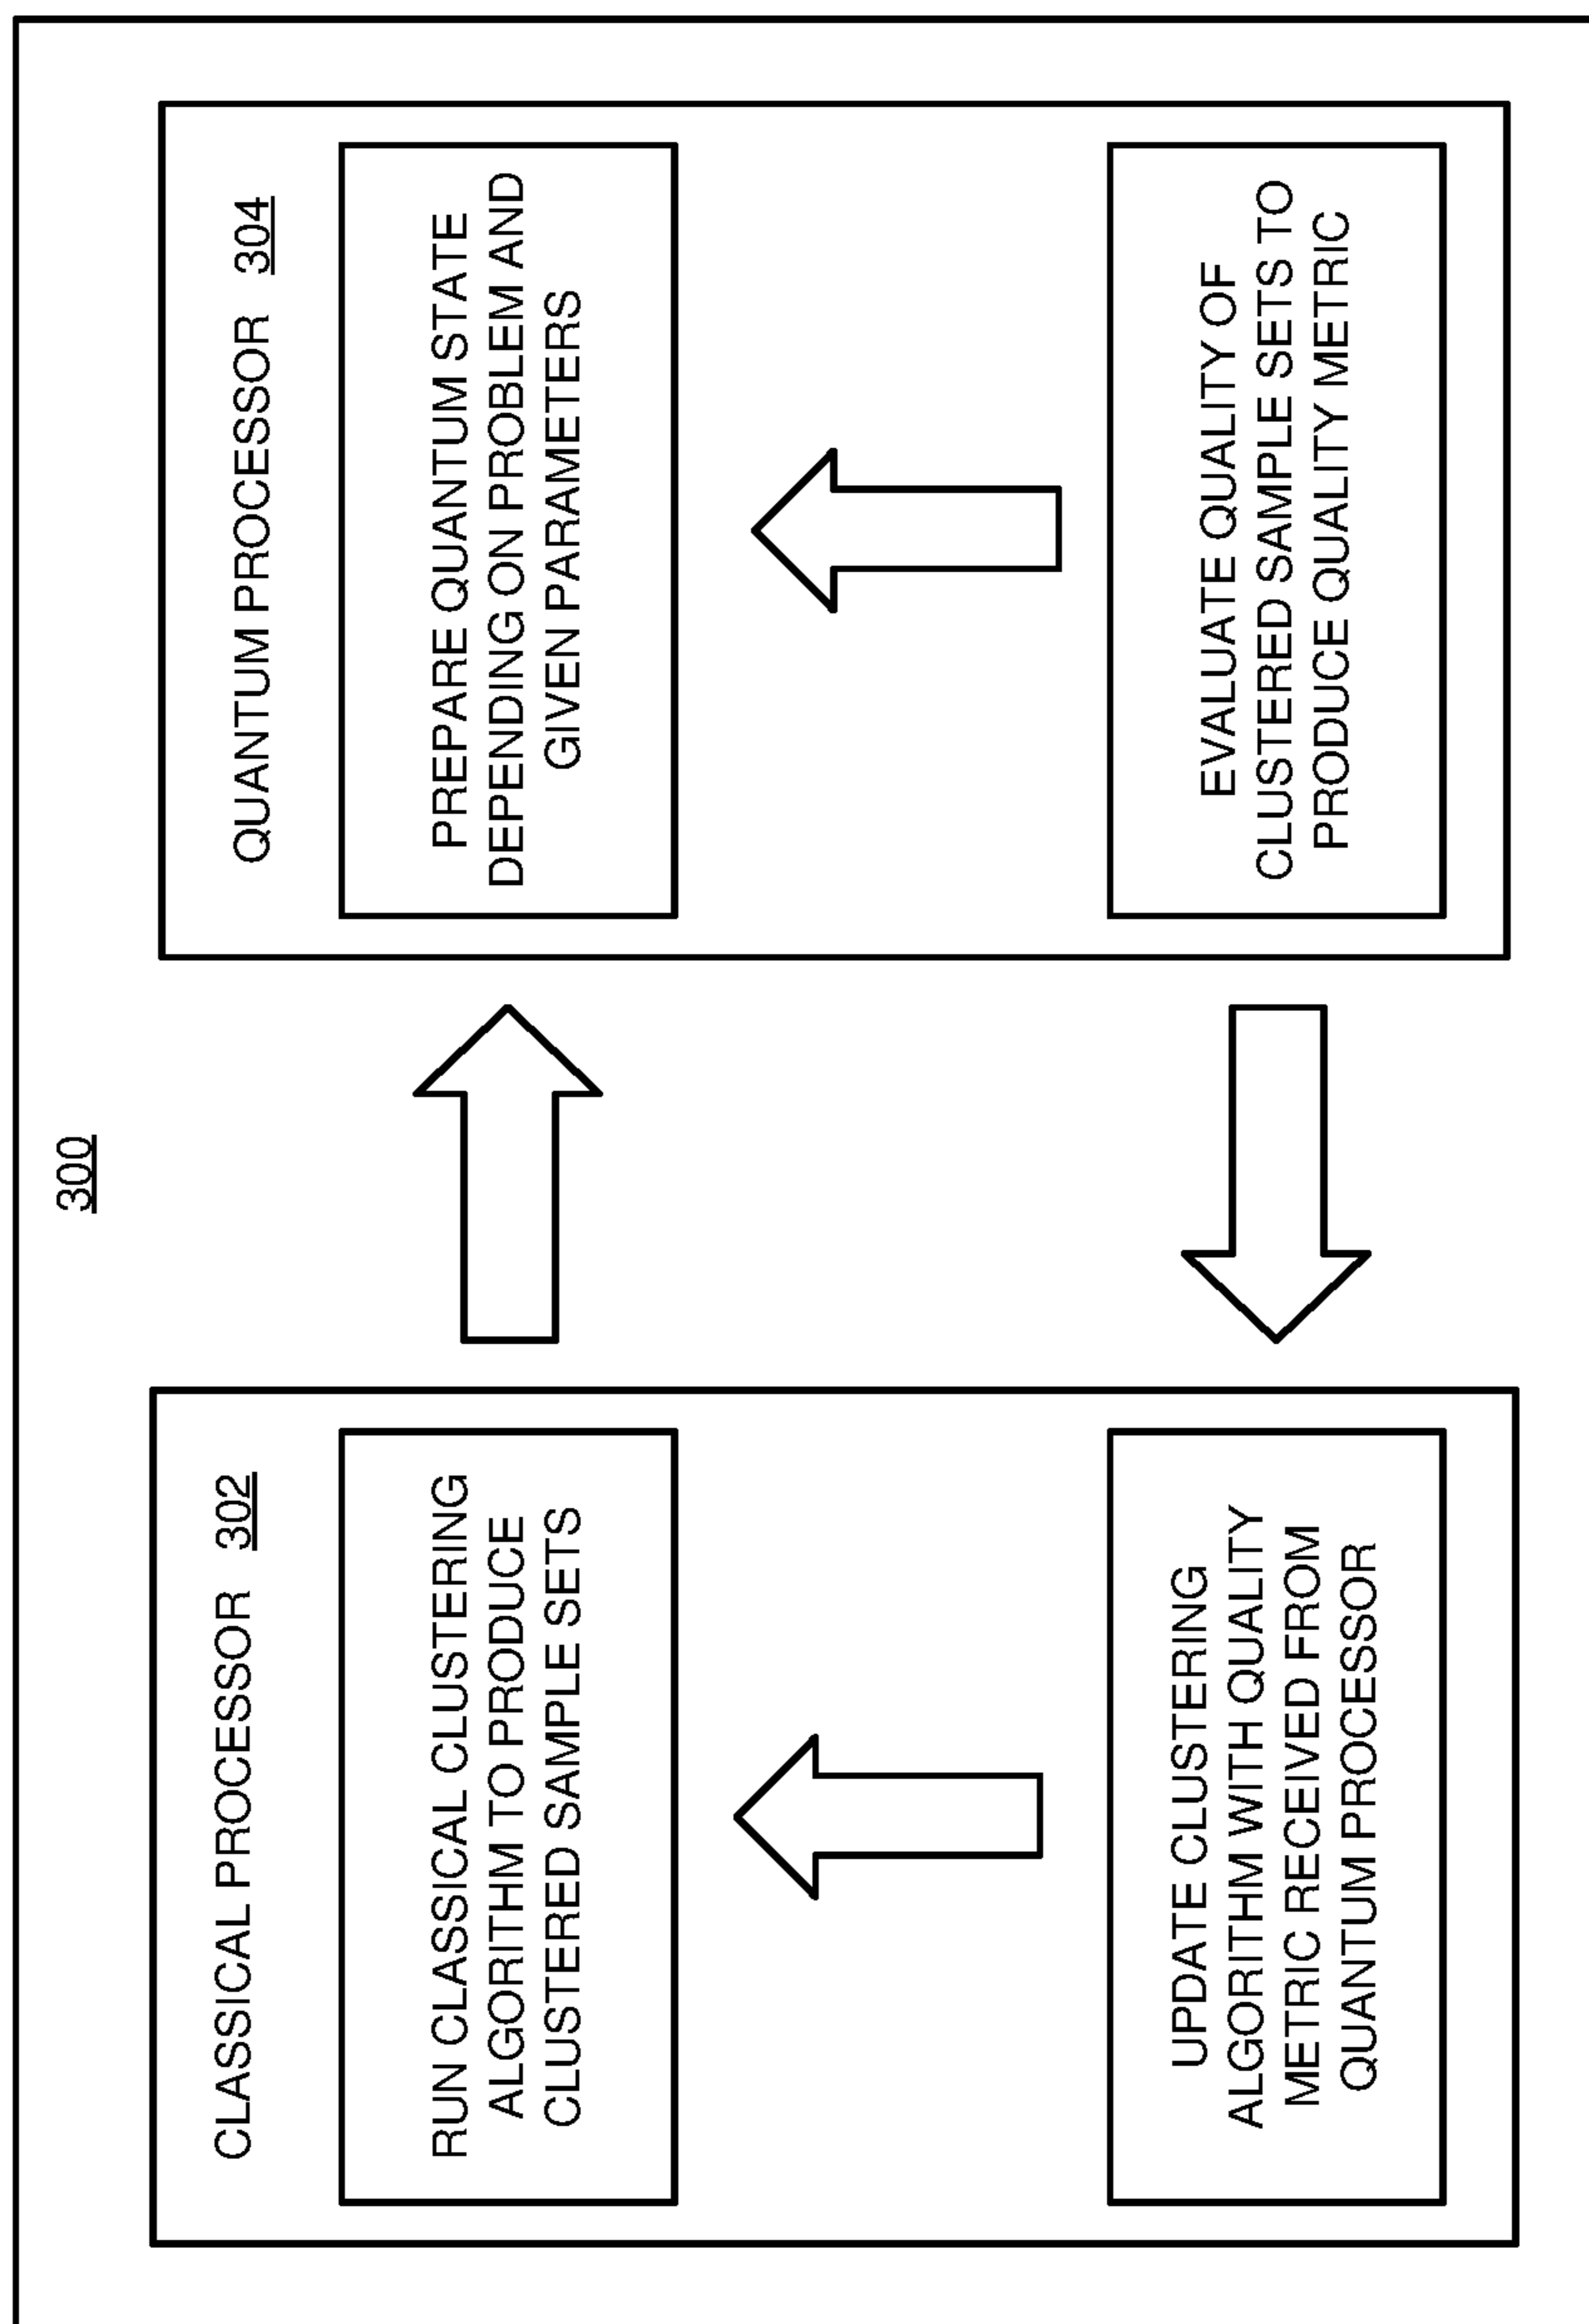 300
CLASSICAL PROCESSOR 302
RUN CLASSICAL CLUSTERING
ALGORITHM TO PRODUCE
CLUSTERED SAMPLE SETS
UPDATE CLUSTERING
ALGORITHM WITH QUALITY
METRIC RECEIVED FROM
QUANTUM PROCESSOR
QUANTUM PROCESSOR 304
PREPARE QUANTUM STATE
DEPENDING ON PROBLEM AND
GIVEN PARAMETERS
EVALUATE QUALITY OF
CLUSTERED SAMPLE SETS TO
PRODUCE QUALITY METRIC